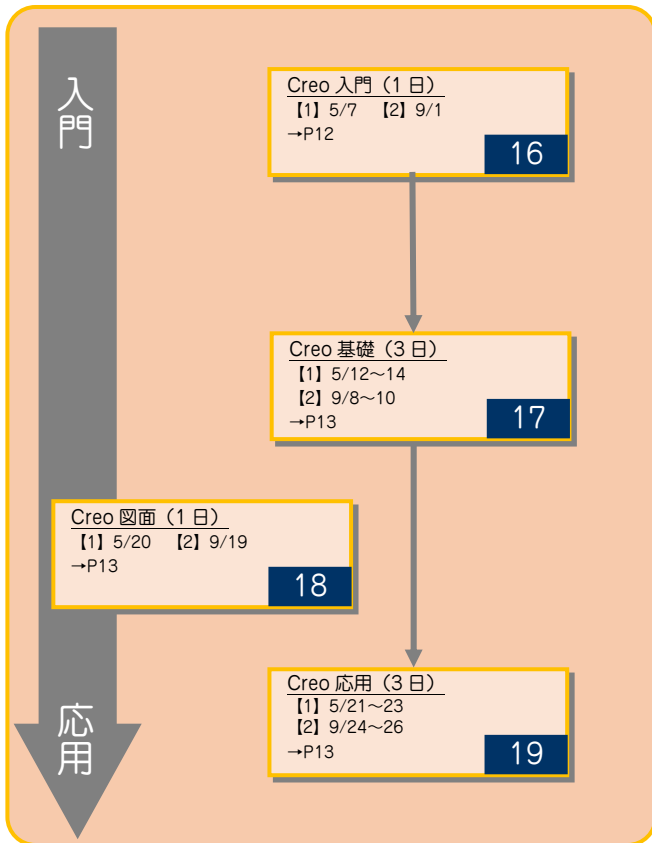 入門
Creo 入門（1 日）
【1】5/7 【2】9/1
→P12
16
Creo 基礎（3 日）
【1】5/12～14
【2】9/8～10
→P13
17
Creo 図面（1 日）
【1】5/20 【2】9/19
→P13
18
応用
Creo 応用（3 日）
【1】5/21～23
【2】9/24～26
→P13
19